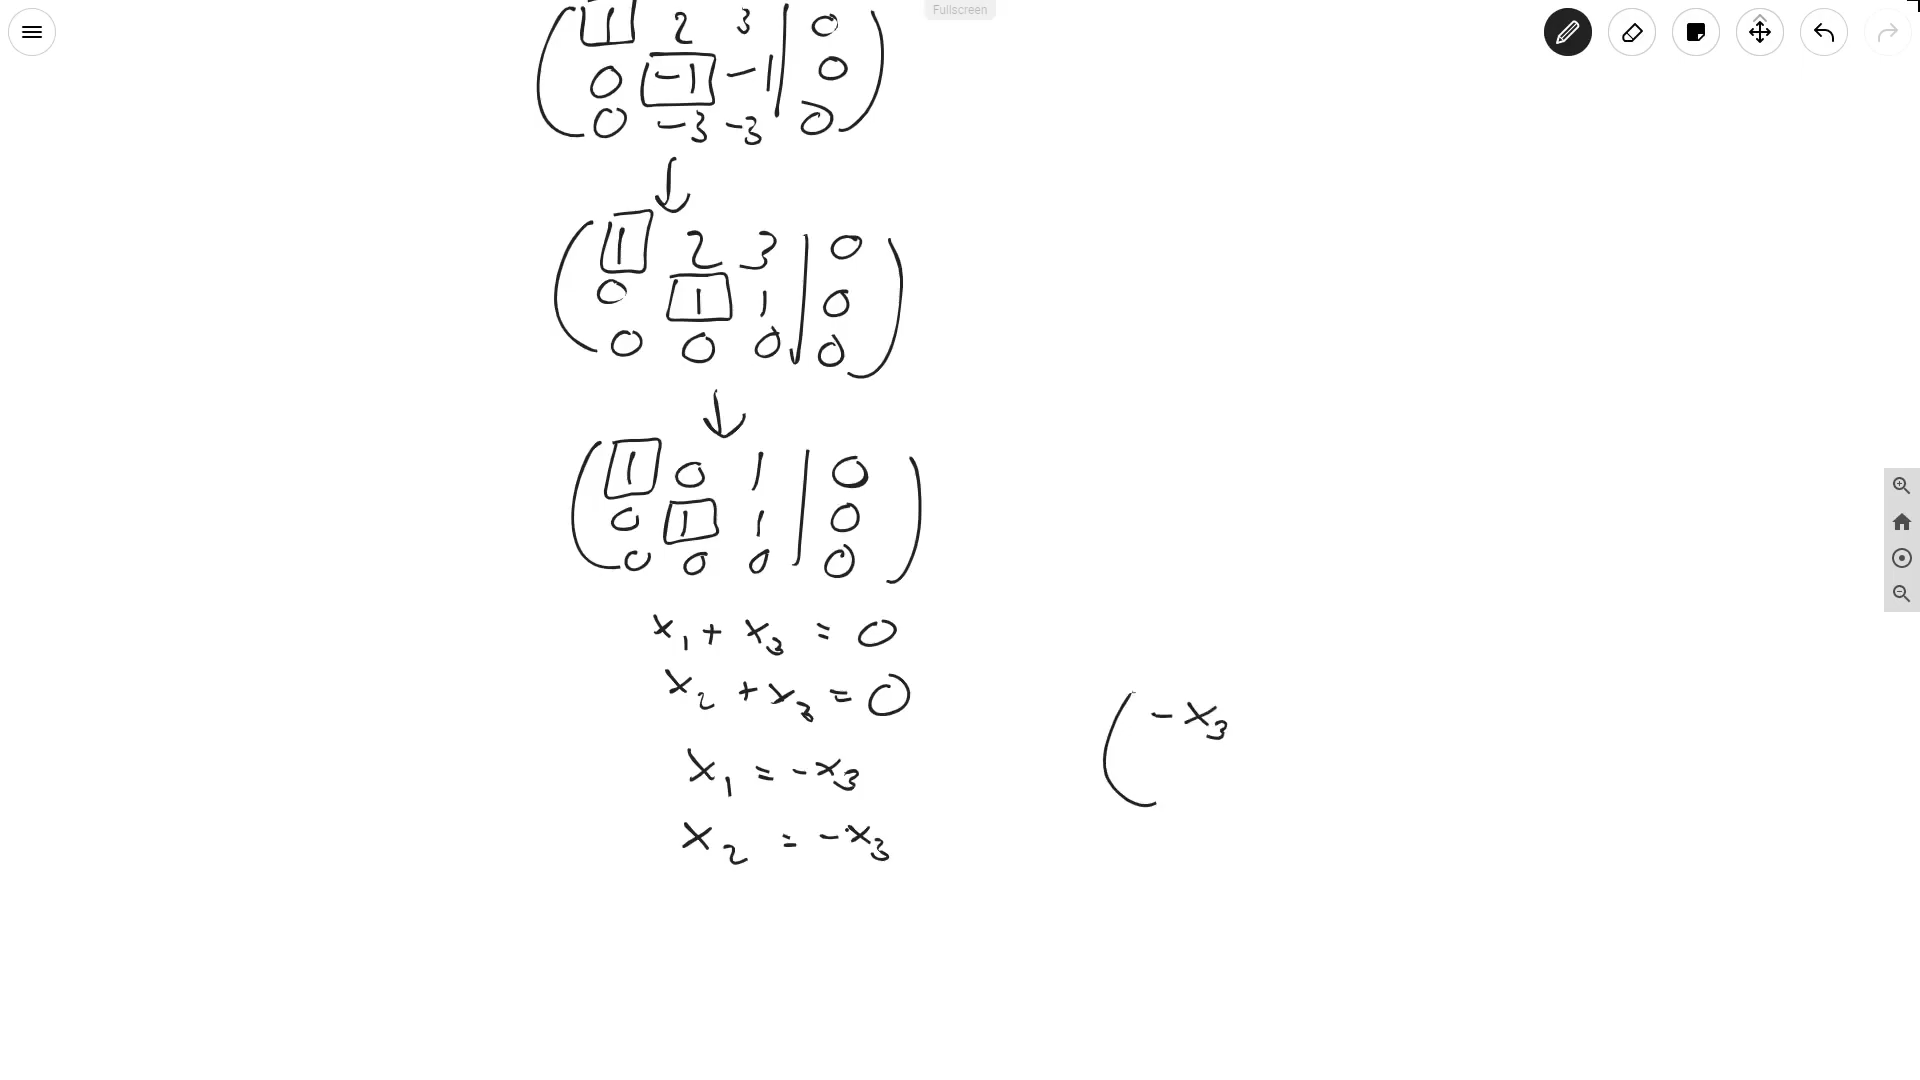 Fullscreen
( 1 2 3 | 0 )
( 0 -1 -1 | 0 )
( 0 -3 -3 | 0 )
↓
( 1 2 3 | 0 )
( 0 1 1 | 0 )
( 0 0 0 | 0 )
↓
( 1 0 1 | 0 )
( 0 1 1 | 0 )
( 0 0 0 | 0 )
x₁ + x₃ = 0
x₂ + x₃ = 0
x₁ = -x₃
x₂ = -x₃
( -x₃